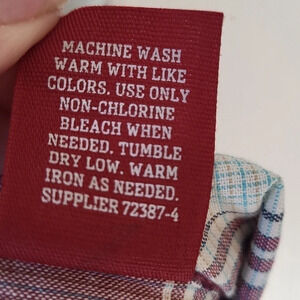 MACHINE WASH
WARM WITH LIKE
COLORS. USE ONLY
NON-CHLORINE
BLEACH WHEN
NEEDED. TUMBLE
DRY LOW. WARM
IRON AS NEEDED.
SUPPLIER 72387-4